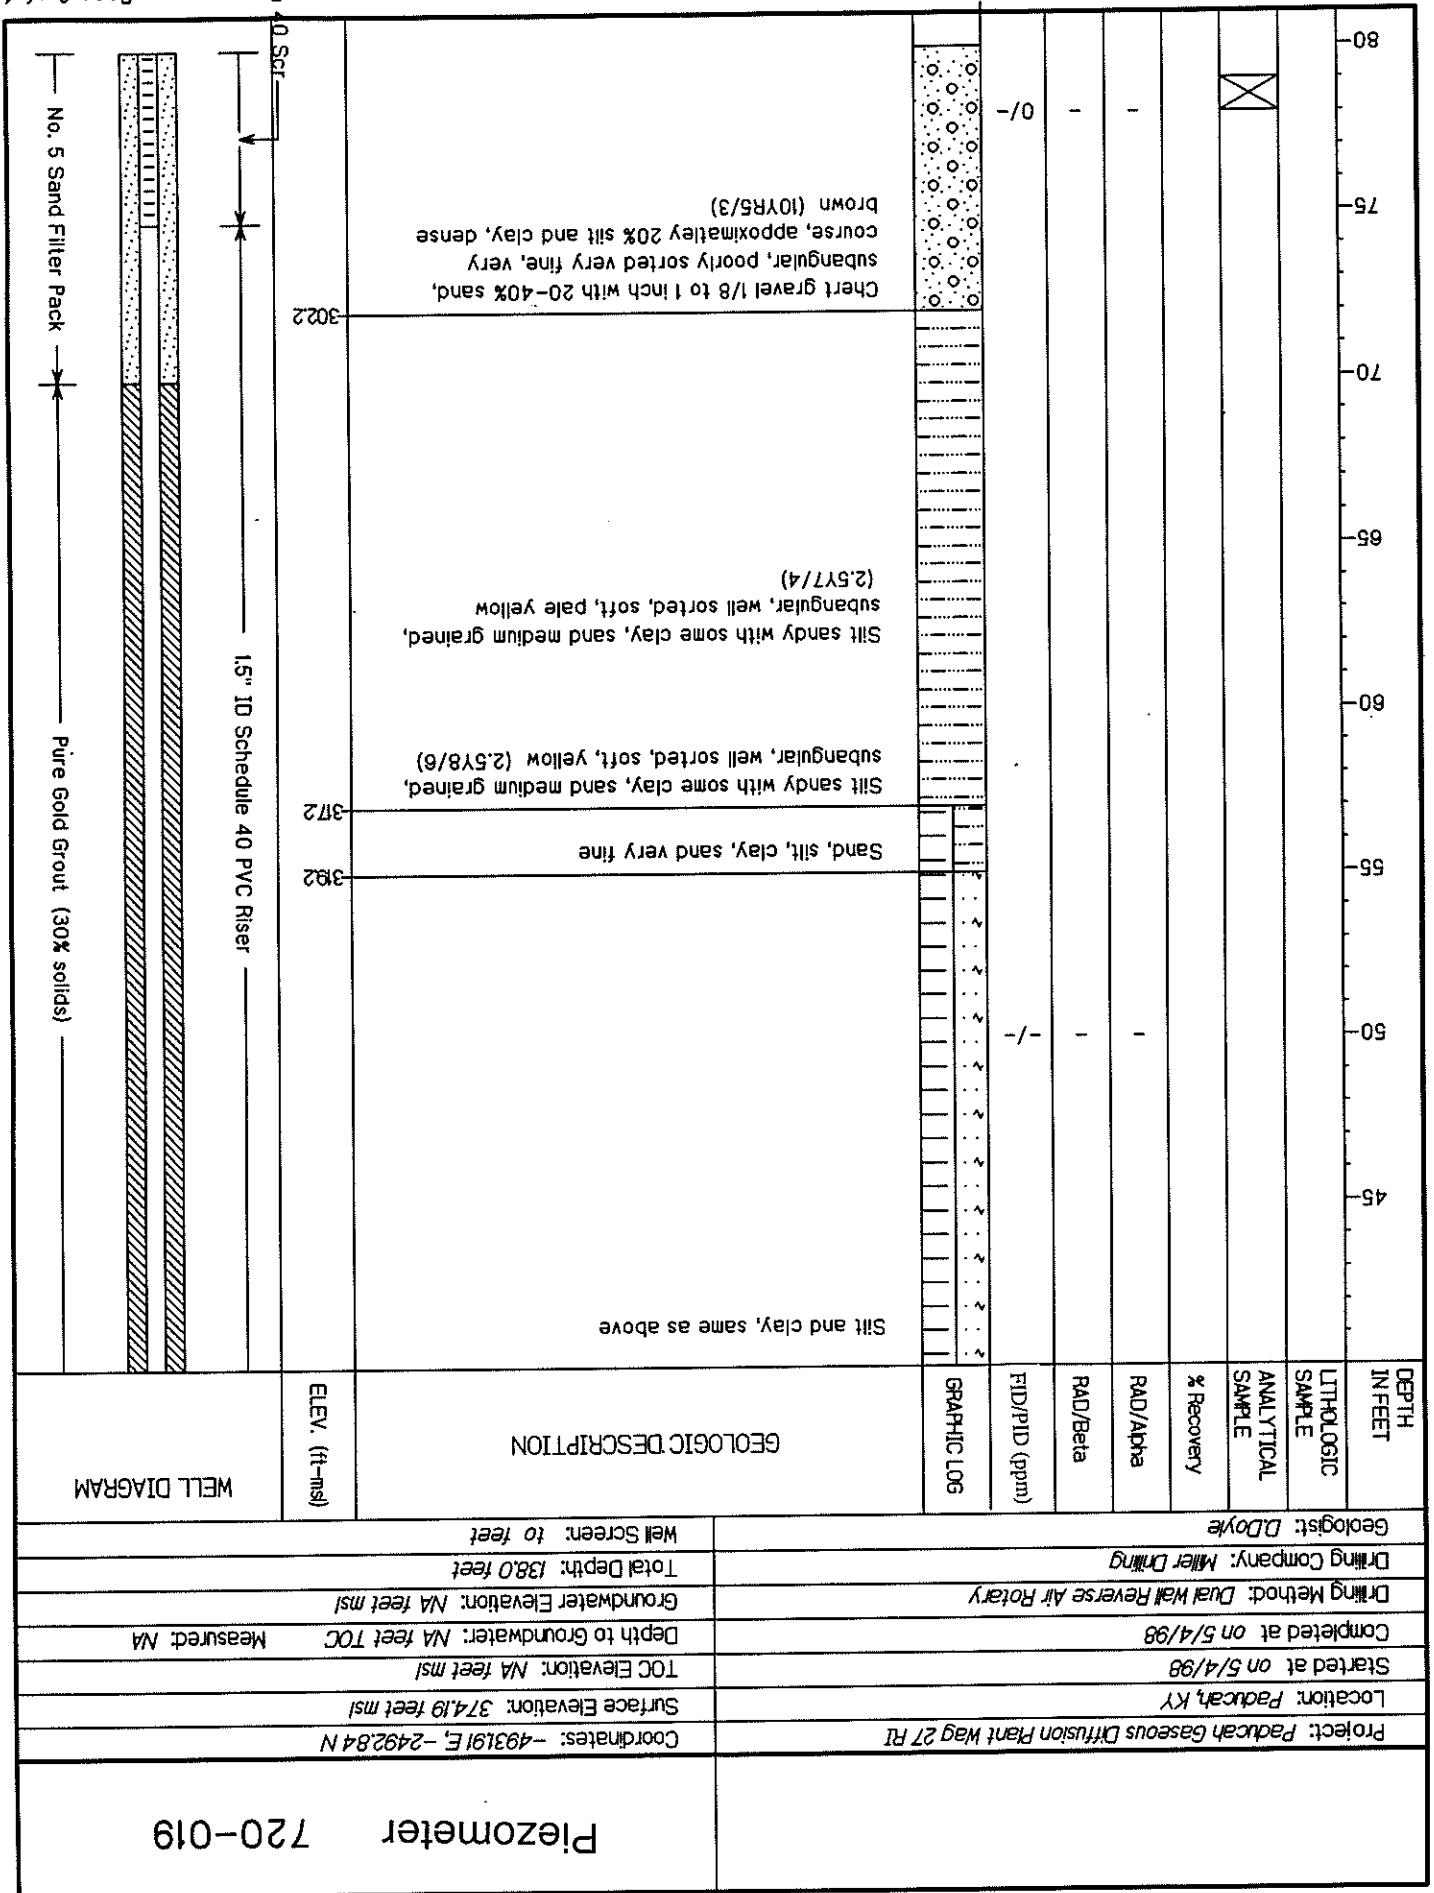 Piezometer 720-019
Project: Paducah Gaseous Diffusion Plant Wag 27 RI
Coordinates: -4931.91 E, -2492.84 N
Location: Paducah, KY
Surface Elevation: 374.19 feet msl
Started at on 5/4/98
TOC Elevation: NA feet msl
Completed at on 5/4/98
Depth to Groundwater: NA feet TOC Measured: NA
Drilling Method: Dual Wall Reverse Air Rotary
Groundwater Elevation: NA feet msl
Drilling Company: Miller Drilling
Total Depth: 138.0 feet
Geologist: D.Doyle
Well Screen: to feet
DEPTH
IN FEET
LITHOLOGIC
SAMPLE
ANALYTICAL
SAMPLE
% Recovery
RAD/Alpha
RAD/Beta
FID/PID (ppm)
GRAPHIC LOG
GEOLOGIC DESCRIPTION
ELEV. (ft-msl)
WELL DIAGRAM
Silt and clay, same as above
45
50
- - -/-
55
319.2
Sand, silt, clay, sand very fine
317.2
Silt sandy with some clay, sand medium grained,
subangular, well sorted, soft, yellow (2.5Y8/6)
60
Silt sandy with some clay, sand medium grained,
subangular, well sorted, soft, pale yellow
(2.5Y7/4)
65
70
302.2
Chert gravel 1/8 to 1 inch with 20-40% sand,
subangular, poorly sorted very fine, very
course, appoximatley 20% silt and clay, dense
brown (10YR5/3)
75
- - 0/-
80
1.5" ID Schedule 40 PVC Riser
Pure Gold Grout (30% solids)
No. 5 Sand Filter Pack
40 Scr